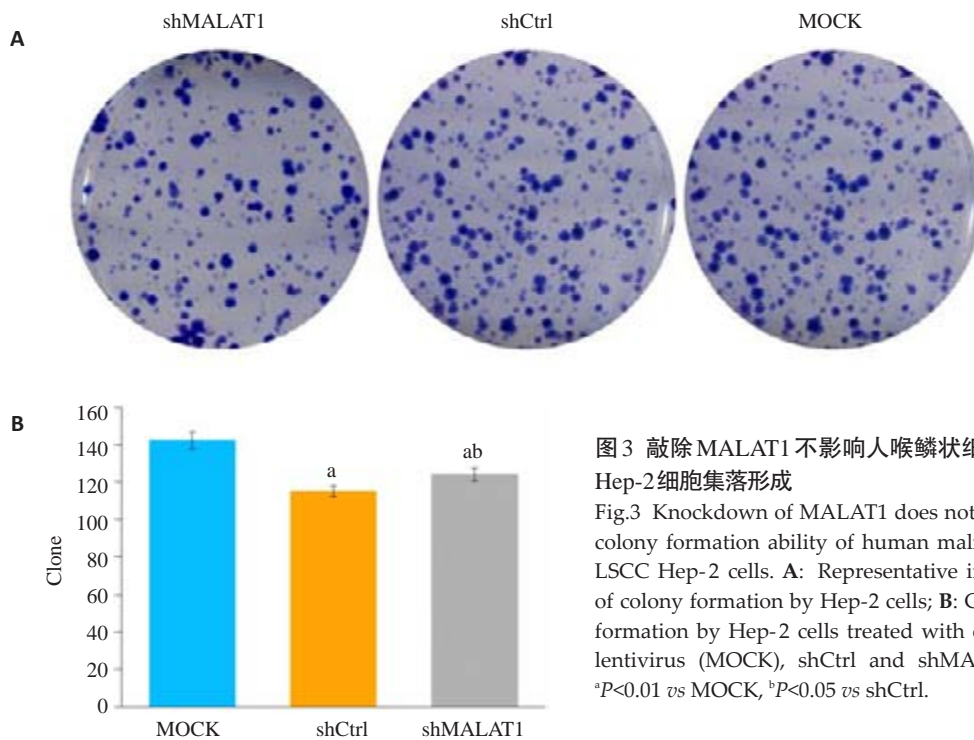 shMALAT1 shCtrl MOCK
A
B
160
140
120
100
80
60
40
20
0
Clone
a
ab
MOCK shCtrl shMALAT1
图3 敲除MALAT1不影响人喉鳞状细
Hep-2细胞集落形成
Fig.3 Knockdown of MALAT1 does not
colony formation ability of human
LSCC Hep-2 cells. A: Representative
of colony formation by Hep-2 cells; B:
formation by Hep-2 cells treated with
lentivirus (MOCK), shCtrl and
ᵃP<0.01 vs MOCK, ᵇP<0.05 vs shCtrl.